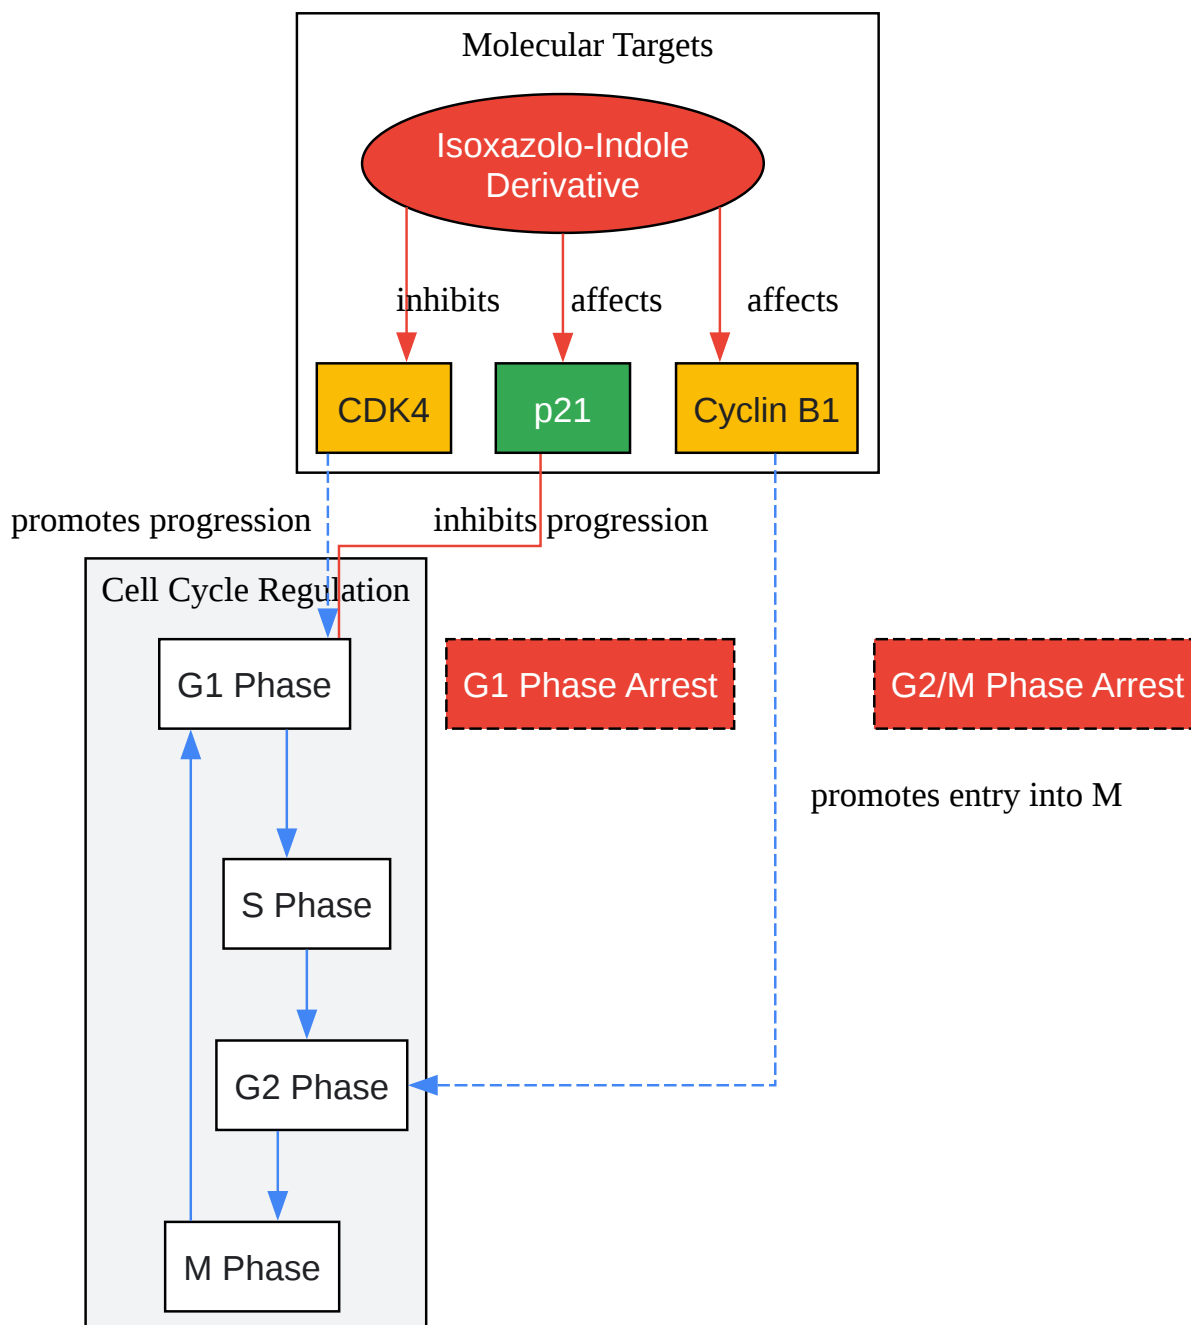 Molecular Targets
Isoxazolo-Indole
Derivative
inhibits
affects
affects
CDK4
p21
Cyclin B1
promotes progression
inhibits progression
Cell Cycle Regulation
G1 Phase
G1 Phase Arrest
G2/M Phase Arrest
promotes entry into M
S Phase
G2 Phase
M Phase